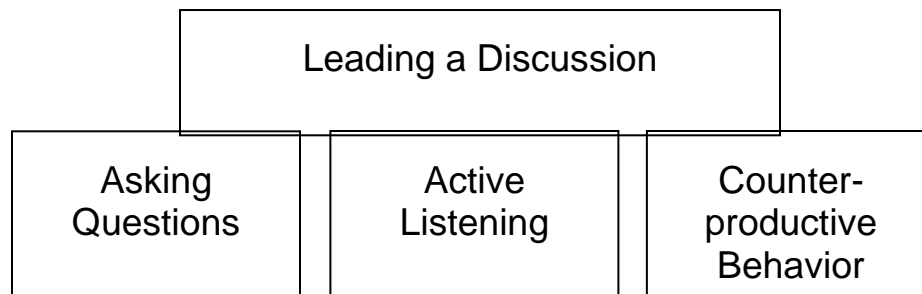 Leading a Discussion
Asking
Questions
Active
Listening
Counter-
productive
Behavior